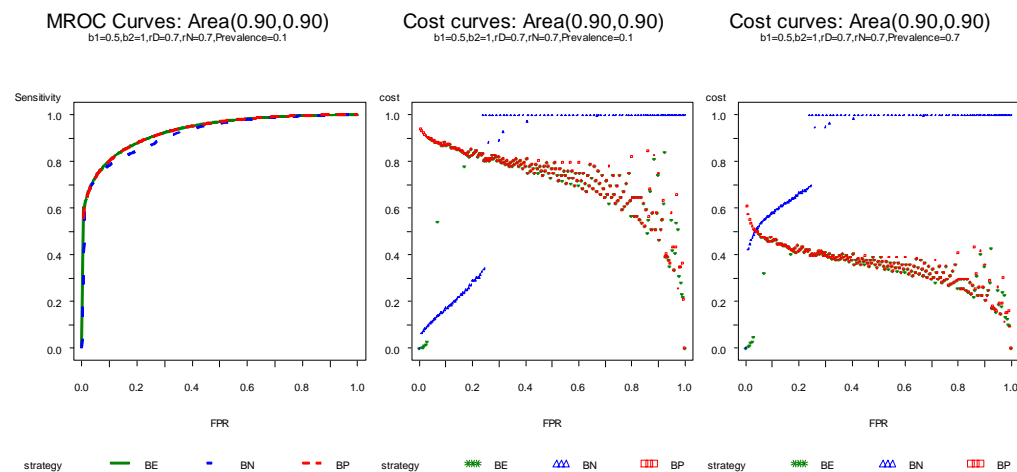 MROC Curves: Area(0.90,0.90)
b1=0.5,b2=1,rD=0.7,rN=0.7,Prevalence=0.1
Sensitivity
1.0
0.8
0.6
0.4
0.2
0.0
0.0 0.2 0.4 0.6 0.8 1.0
FPR
strategy BE BN BP
Cost curves: Area(0.90,0.90)
b1=0.5,b2=1,rD=0.7,rN=0.7,Prevalence=0.1
cost
1.0
0.8
0.6
0.4
0.2
0.0
0.0 0.2 0.4 0.6 0.8 1.0
FPR
strategy BE BN BP
Cost curves: Area(0.90,0.90)
b1=0.5,b2=1,rD=0.7,rN=0.7,Prevalence=0.7
cost
1.0
0.8
0.6
0.4
0.2
0.0
0.0 0.2 0.4 0.6 0.8 1.0
FPR
strategy BE BN BP